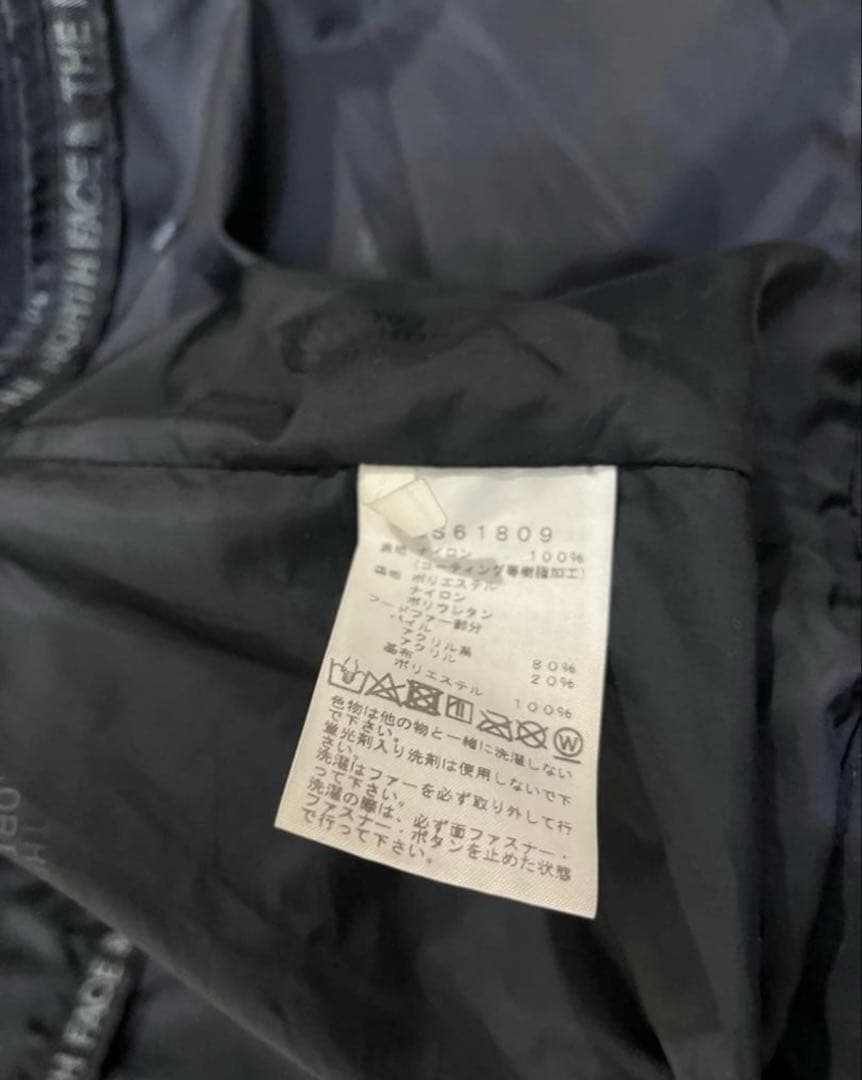 THE
NORTH FACE
S61809
表地 ナイロン 100%
(コーティング等樹脂加工)
裏地 ポリエステル
ナイロン
ポリウレタン
フードファー部分
パイル
アクリル系 80%
アクリル 20%
基布
ポリエステル 100%
W
色物は他の物と一緒に洗濯しない
で下さい。
蛍光剤入り洗剤は使用しないで下
さい。
洗濯はファーを必ず取り外して行
って下さい。
洗濯の際は、必ず面ファスナー・
ファスナー・ボタンを止めた状態
で行って下さい。
TH
FACE